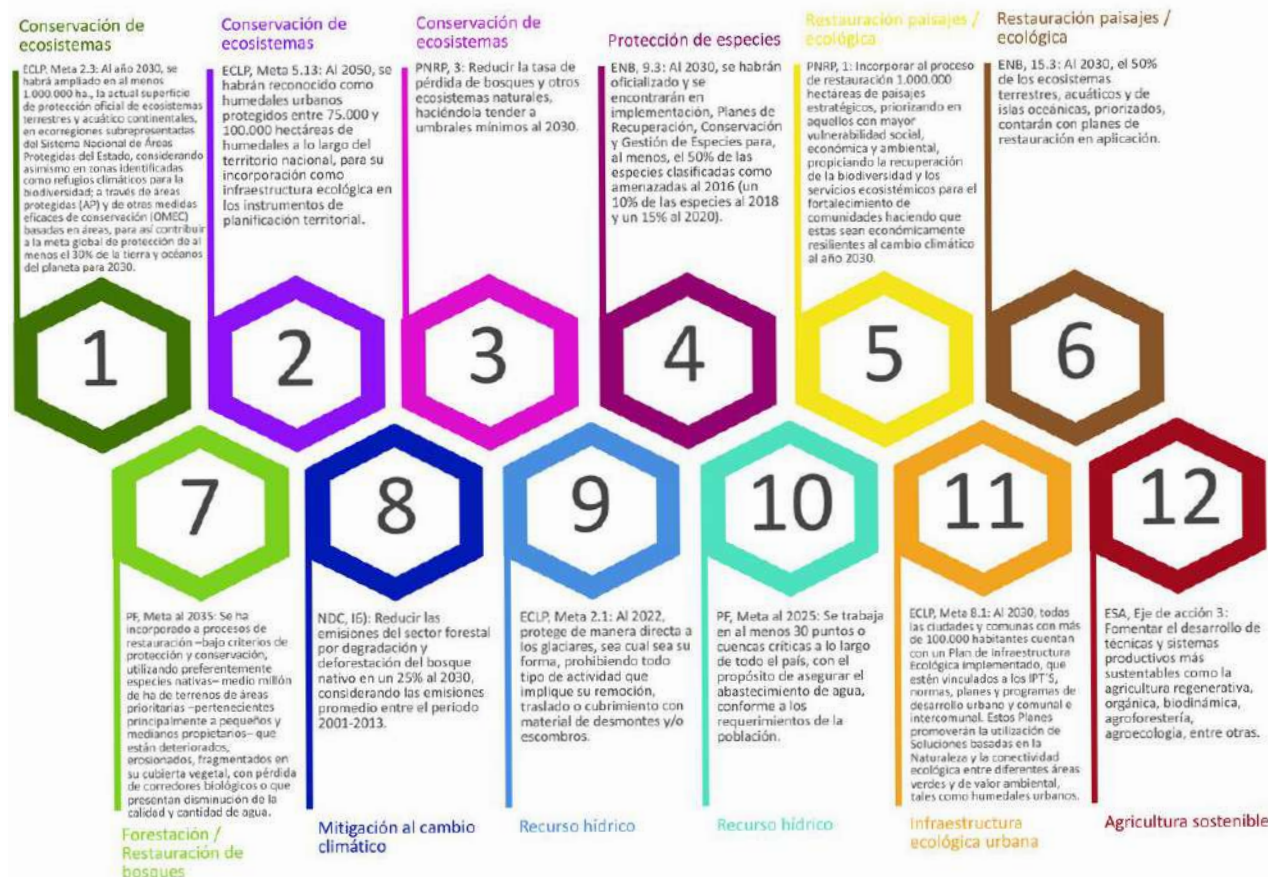 Conservación de
ecosistemas
ECLP, Meta 2.3: Al año 2030, se
habrá ampliado en al menos
1.000.000 ha., la actual superficie
de protección oficial de ecosistemas
terrestres y acuático continentales,
en ecorregiones subrepresentadas
del Sistema Nacional de Áreas
Protegidas del Estado, considerando
asimismo en zonas identificadas
como refugios climáticos para la
biodiversidad; a través de áreas
protegidas (AP) y de otras medidas
eficaces de conservación (OMEC)
basadas en áreas, para así contribuir
a la meta global de protección de al
menos el 30% de la tierra y océanos
del planeta para 2030.
1
Conservación de
ecosistemas
ECLP, Meta 5.13: Al 2050, se
habrán reconocido como
humedales urbanos
protegidos entre 75.000 y
100.000 hectáreas de
humedales a lo largo del
territorio nacional, para su
incorporación como
infraestructura ecológica en
los instrumentos de
planificación territorial.
2
Conservación de
ecosistemas
PNRP, 3: Reducir la tasa de
pérdida de bosques y otros
ecosistemas naturales,
haciéndola tender a
umbrales mínimos al 2030.
3
Protección de especies
ENB, 9.3: Al 2030, se habrán
oficializado y se
encontrarán en
implementación, Planes de
Recuperación, Conservación
y Gestión de Especies para,
al menos, el 50% de las
especies clasificadas como
amenazadas al 2016 (un
10% de las especies al 2018
y un 15% al 2020).
4
Restauración paisajes /
ecológica
PNRP, 1: Incorporar al proceso
de restauración 1.000.000
hectáreas de paisajes
estratégicos, priorizando en
aquellos con mayor
vulnerabilidad social,
económica y ambiental,
propiciando la recuperación
de la biodiversidad y los
servicios ecosistémicos para el
fortalecimiento de
comunidades haciendo que
estas sean económicamente
resilientes al cambio climático
al año 2030.
5
Restauración paisajes /
ecológica
ENB, 15.3: Al 2030, el 50%
de los ecosistemas
terrestres, acuáticos y de
islas oceánicas, priorizados,
contarán con planes de
restauración en aplicación.
6
7
PF, Meta al 2035: Se ha
incorporado a procesos de
restauración –bajo criterios de
protección y conservación,
utilizando preferentemente
especies nativas– medio millón
de ha de terrenos de áreas
prioritarias –pertenecientes
principalmente a pequeños y
medianos propietarios– que
están deteriorados,
erosionados, fragmentados en
su cubierta vegetal, con pérdida
de corredores biológicos o que
presentan disminución de la
calidad y cantidad de agua.
Forestación /
Restauración de
bosques
8
NDC, I6): Reducir las
emisiones del sector forestal
por degradación y
deforestación del bosque
nativo en un 25% al 2030,
considerando las emisiones
promedio entre el periodo
2001-2013.
Mitigación al cambio
climático
9
ECLP, Meta 2.1: Al 2022,
protege de manera directa a
los glaciares, sea cual sea su
forma, prohibiendo todo
tipo de actividad que
implique su remoción,
traslado o cubrimiento con
material de desmontes y/o
escombros.
Recurso hídrico
10
PF, Meta al 2025: Se trabaja
en al menos 30 puntos o
cuencas críticas a lo largo
de todo el país, con el
propósito de asegurar el
abastecimiento de agua,
conforme a los
requerimientos de la
población.
Recurso hídrico
11
ECLP, Meta 8.1: Al 2030, todas
las ciudades y comunas con más
de 100.000 habitantes cuentan
con un Plan de Infraestructura
Ecológica implementado, que
estén vinculados a los IPT'S,
normas, planes y programas de
desarrollo urbano y comunal e
intercomunal. Estos Planes
promoverán la utilización de
Soluciones basadas en la
Naturaleza y la conectividad
ecológica entre diferentes áreas
verdes y de valor ambiental,
tales como humedales urbanos.
Infraestructura
ecológica urbana
12
ESA, Eje de acción 3:
Fomentar el desarrollo de
técnicas y sistemas
productivos más
sustentables como la
agricultura regenerativa,
orgánica, biodinámica,
agroforestería,
agroecología, entre otras.
Agricultura sostenible